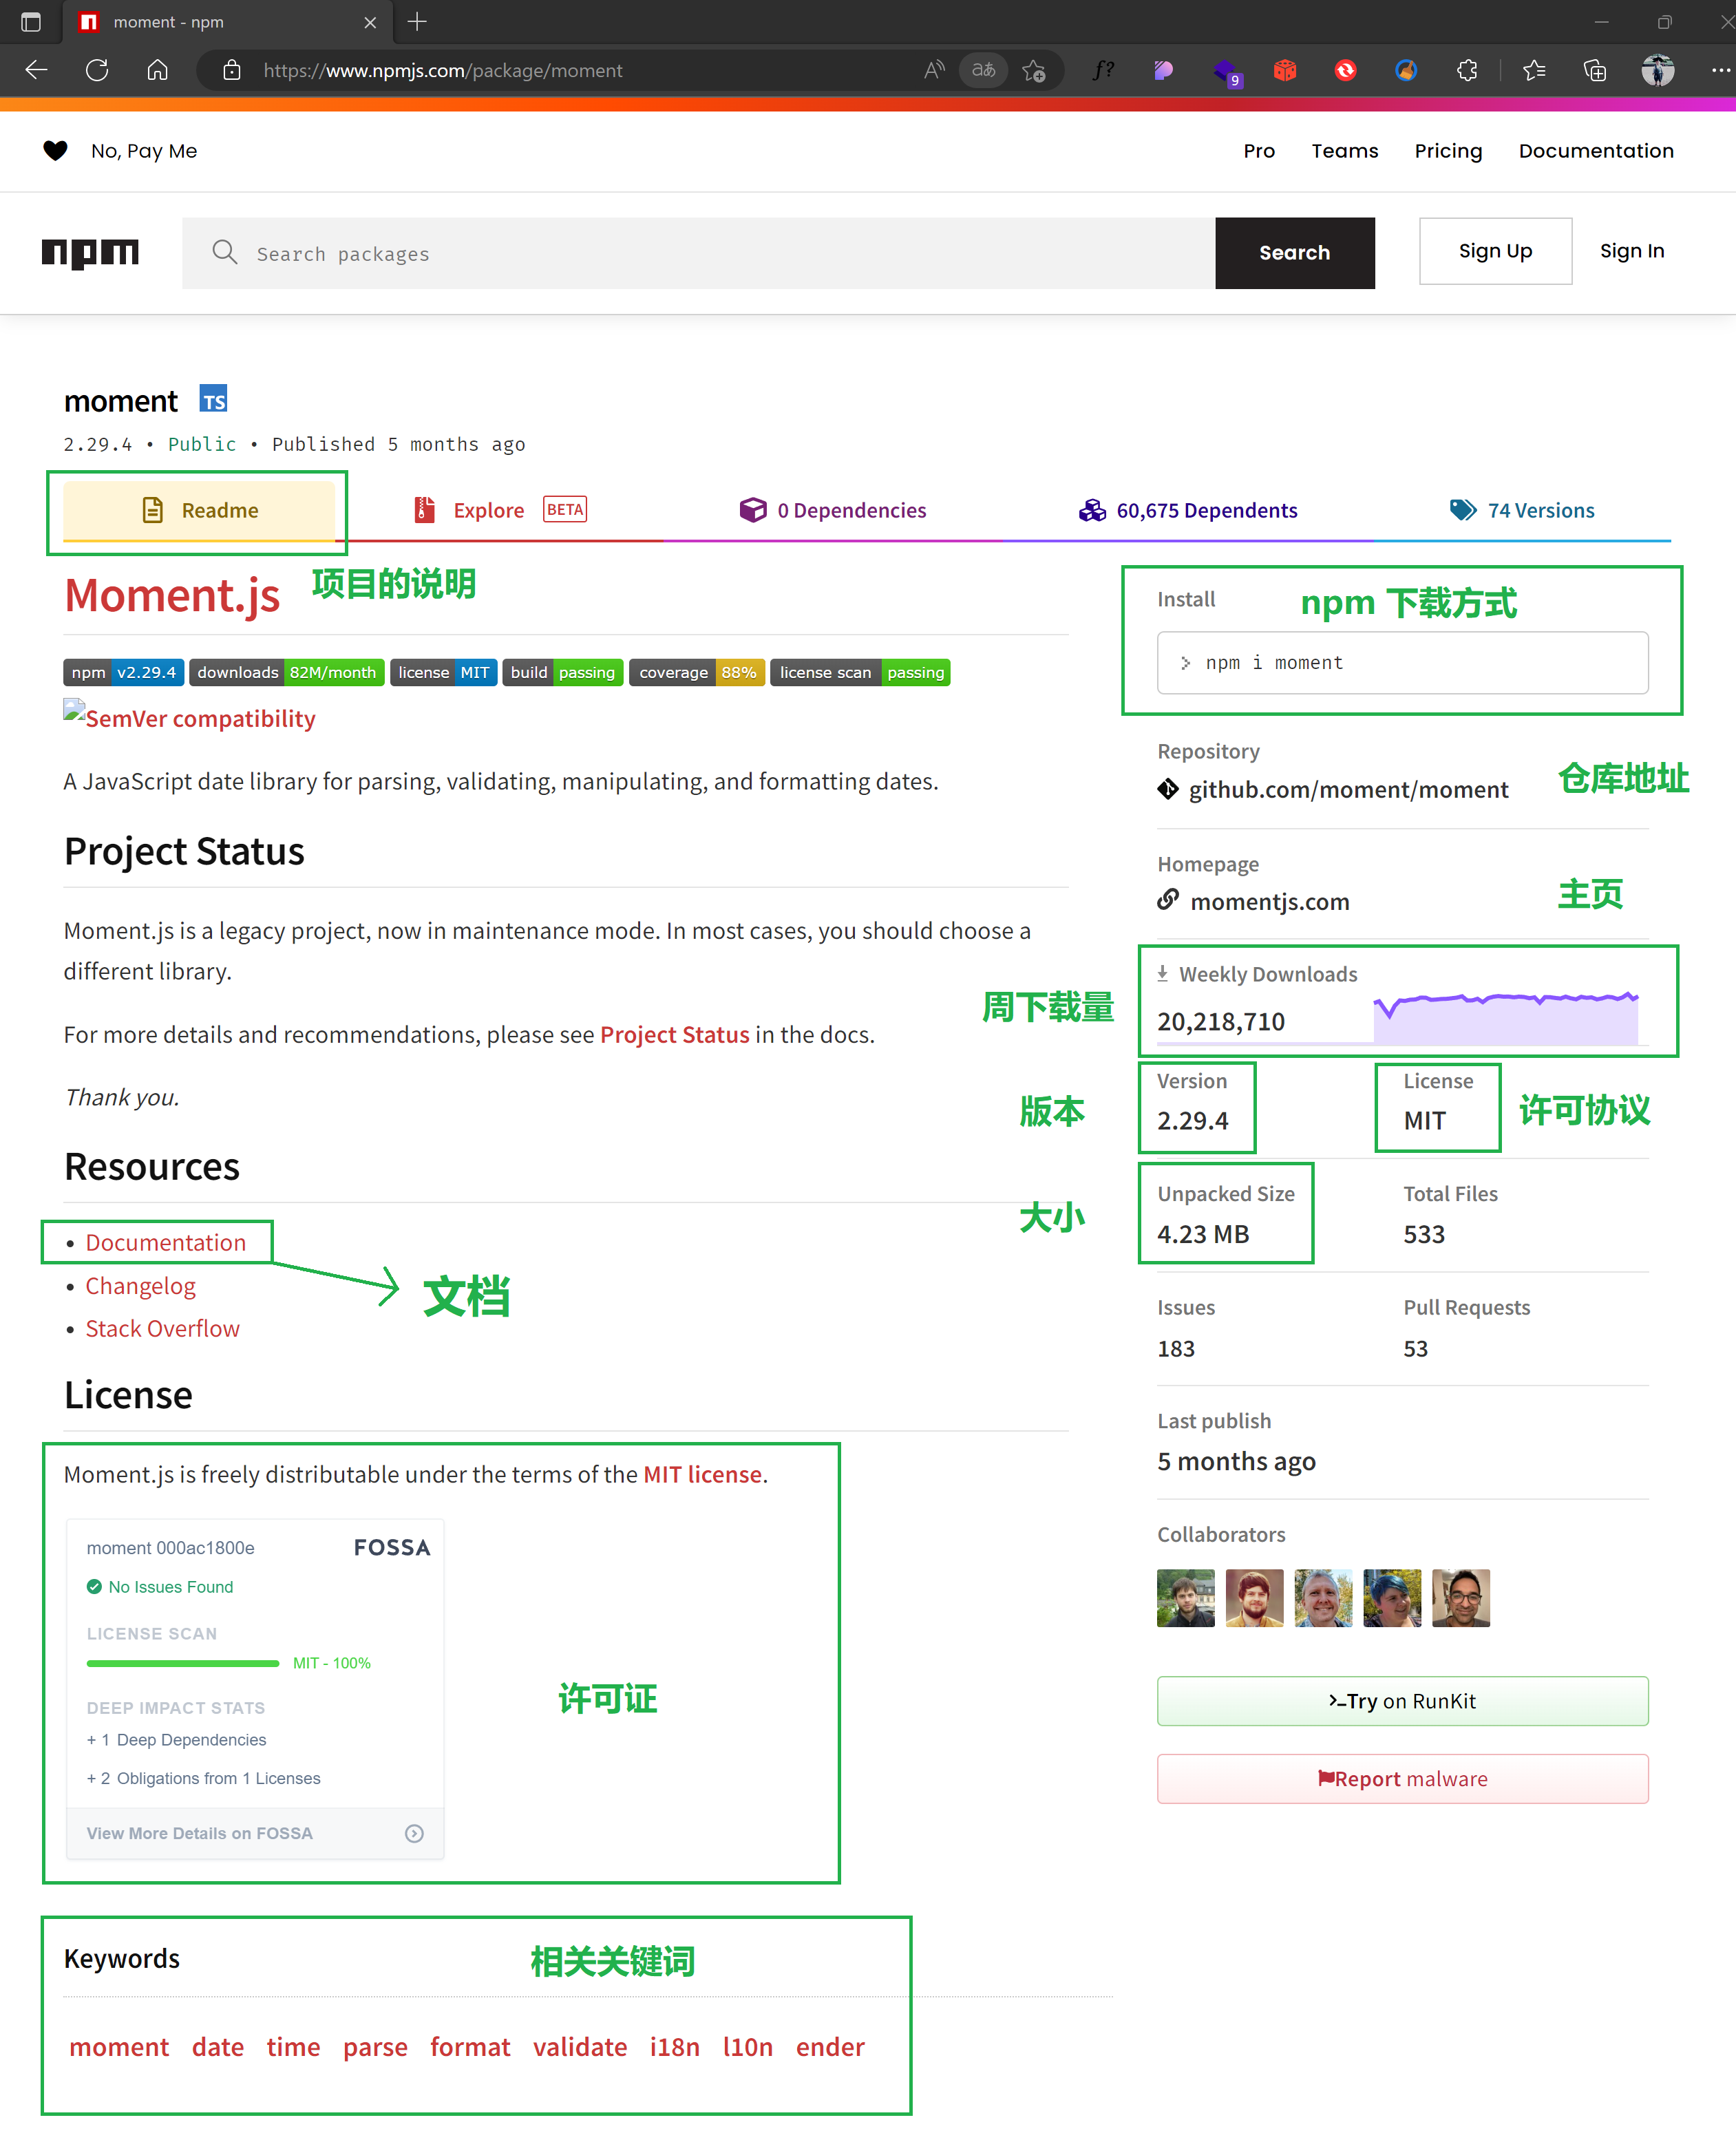 moment - npm
https://www.npmjs.com/package/moment
9
No, Pay Me
Pro Teams Pricing Documentation
npm
Search packages
Search
Sign Up
Sign In
moment TS
2.29.4 • Public • Published 5 months ago
Readme
Explore BETA
0 Dependencies
60,675 Dependents
74 Versions
Moment.js
项目的说明
npm v2.29.4 downloads 82M/month license MIT build passing coverage 88% license scan passing
SemVer compatibility
A JavaScript date library for parsing, validating, manipulating, and formatting dates.
Project Status
Moment.js is a legacy project, now in maintenance mode. In most cases, you should choose a
different library.
For more details and recommendations, please see Project Status in the docs.
Thank you.
Resources
• Documentation
• Changelog
• Stack Overflow
文档
License
Moment.js is freely distributable under the terms of the MIT license.
moment 000ac1800e
FOSSA
No Issues Found
LICENSE SCAN
MIT - 100%
DEEP IMPACT STATS
+ 1 Deep Dependencies
+ 2 Obligations from 1 Licenses
View More Details on FOSSA
许可证
Keywords
相关关键词
moment date time parse format validate i18n l10n ender
Install
npm 下载方式
> npm i moment
Repository
github.com/moment/moment
仓库地址
Homepage
momentjs.com
主页
Weekly Downloads
20,218,710
周下载量
Version
2.29.4
版本
License
MIT
许可协议
Unpacked Size
4.23 MB
大小
Total Files
533
Issues
183
Pull Requests
53
Last publish
5 months ago
Collaborators
Try on RunKit
Report malware